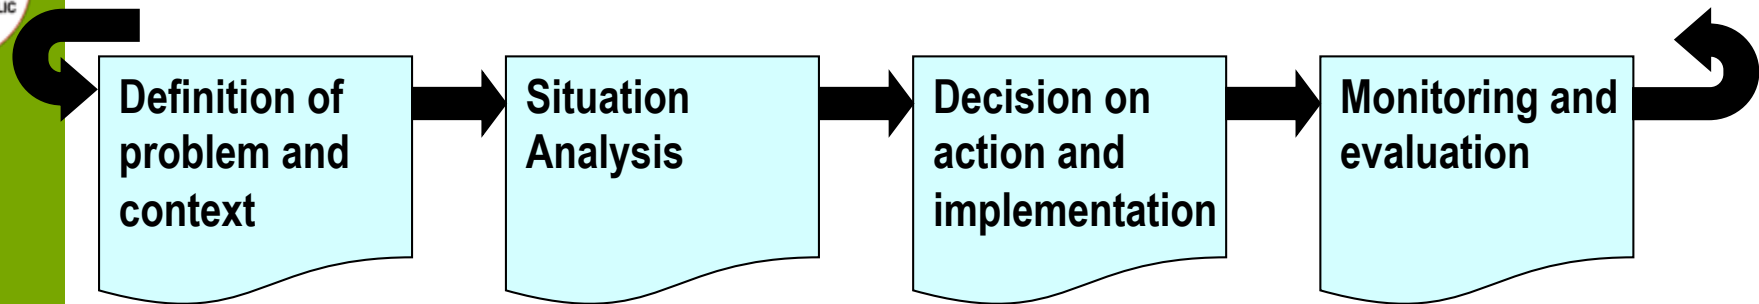 Definition of
problem and
context
Situation
Analysis
Decision on
action and
implementation
Monitoring and
evaluation